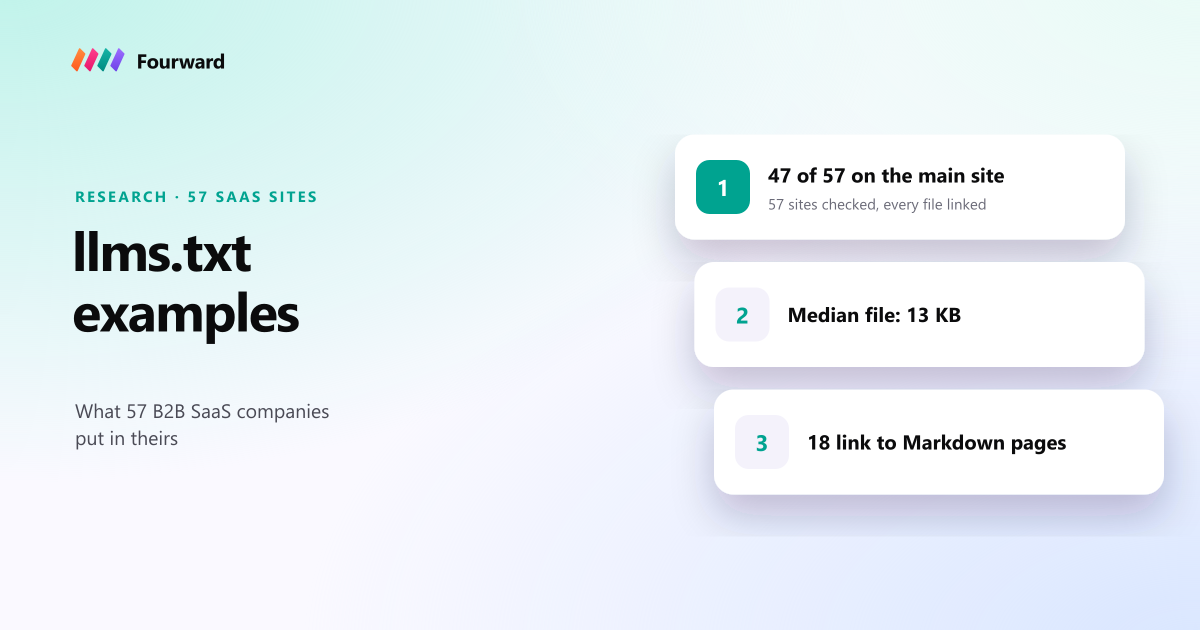 Fourward
RESEARCH · 57 SAAS SITES
llms.txt
examples
What 57 B2B SaaS companies
put in theirs
1
47 of 57 on the main site
57 sites checked, every file linked
2
Median file: 13 KB
3
18 link to Markdown pages